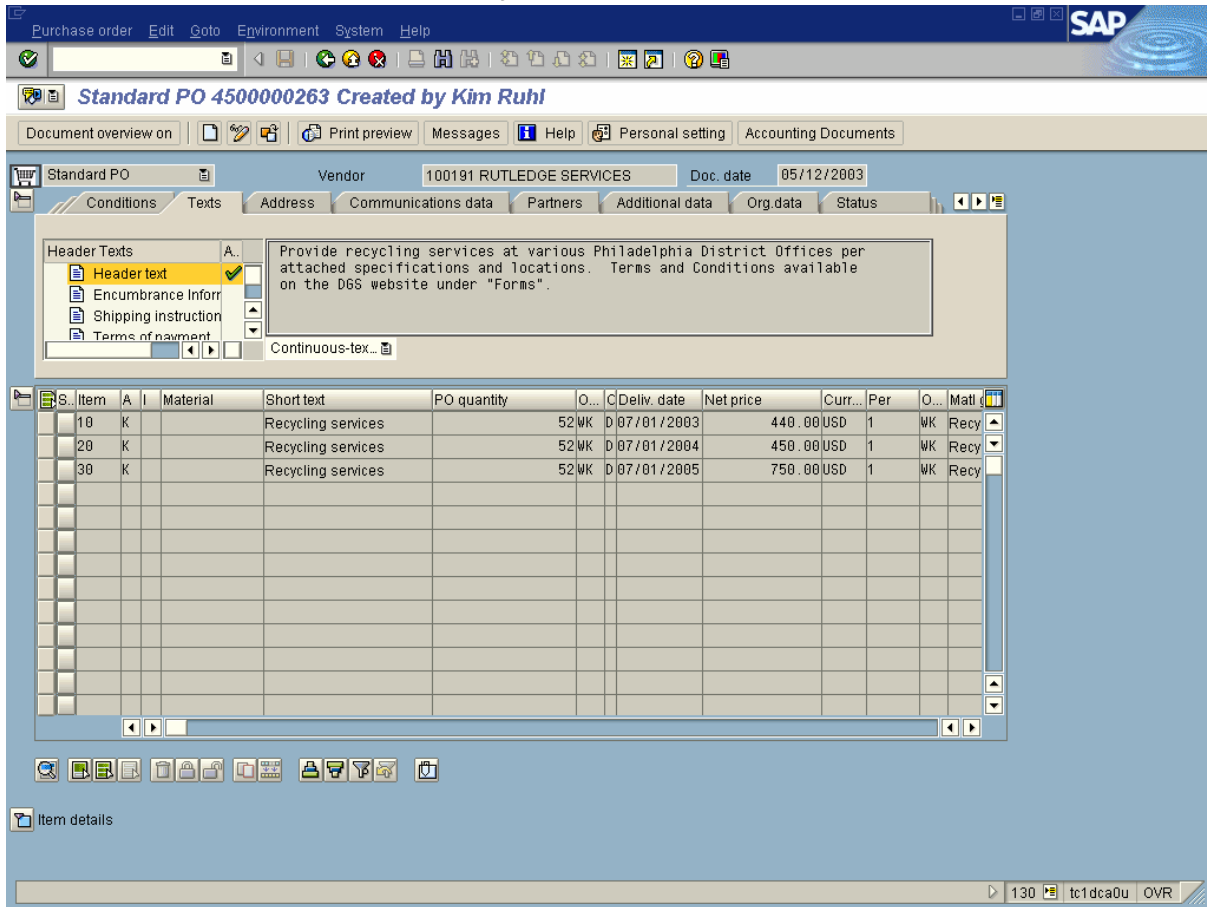 Purchase order Edit Goto Environment System Help
SAP
Standard PO 4500000263 Created by Kim Ruhl
Document overview on Print preview Messages Help Personal setting Accounting Documents
Standard PO Vendor 100191 RUTLEDGE SERVICES Doc. date 05/12/2003
Conditions Texts Address Communications data Partners Additional data Org.data Status
Header Texts A..
Header text
Encumbrance Inforr
Shipping instruction
Terms of payment
Provide recycling services at various Philadelphia District Offices per
attached specifications and locations. Terms and Conditions available
on the DGS website under "Forms".
Continuous-tex...
S.. Item A I Material Short text PO quantity O... C Deliv. date Net price Curr... Per O... Matl g
10 K Recycling services 52 WK D 07/01/2003 440.00 USD 1 WK Recy
20 K Recycling services 52 WK D 07/01/2004 450.00 USD 1 WK Recy
30 K Recycling services 52 WK D 07/01/2005 750.00 USD 1 WK Recy
Item details
130 tc1dca0u OVR